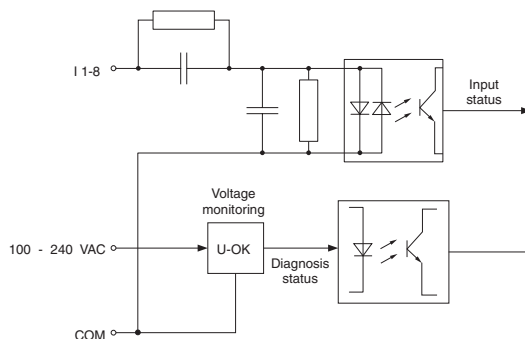 I 1-8
Input
status
Voltage
monitoring
100 - 240 VAC
U-OK
Diagnosis
status
COM